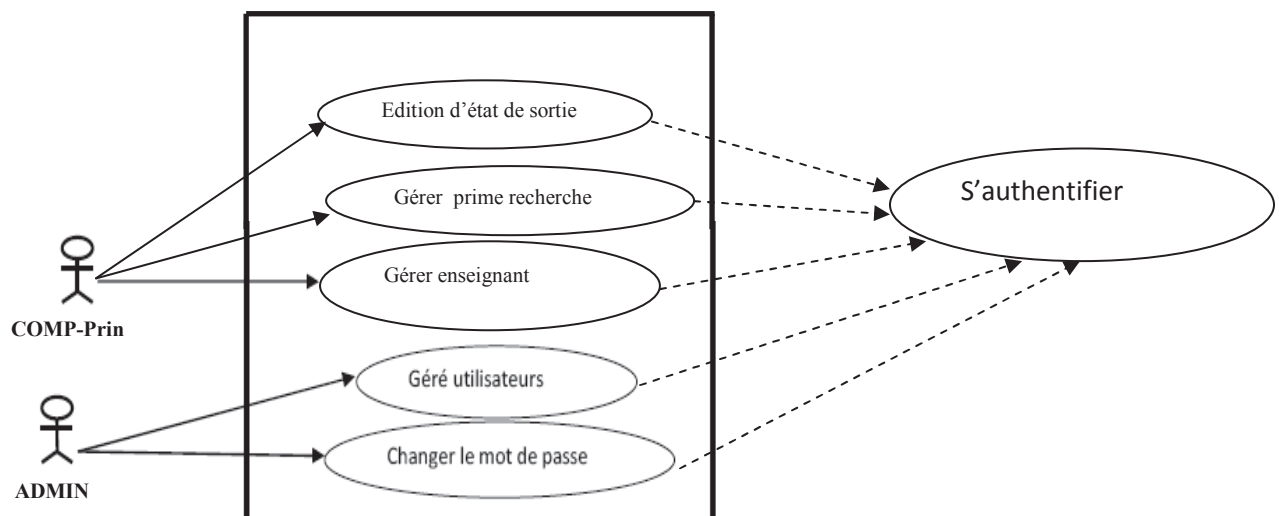 Edition d’état de sortie
Gérer prime recherche
S’authentifier
Gérer enseignant
COMP-Prin
Géré utilisateurs
Changer le mot de passe
ADMIN